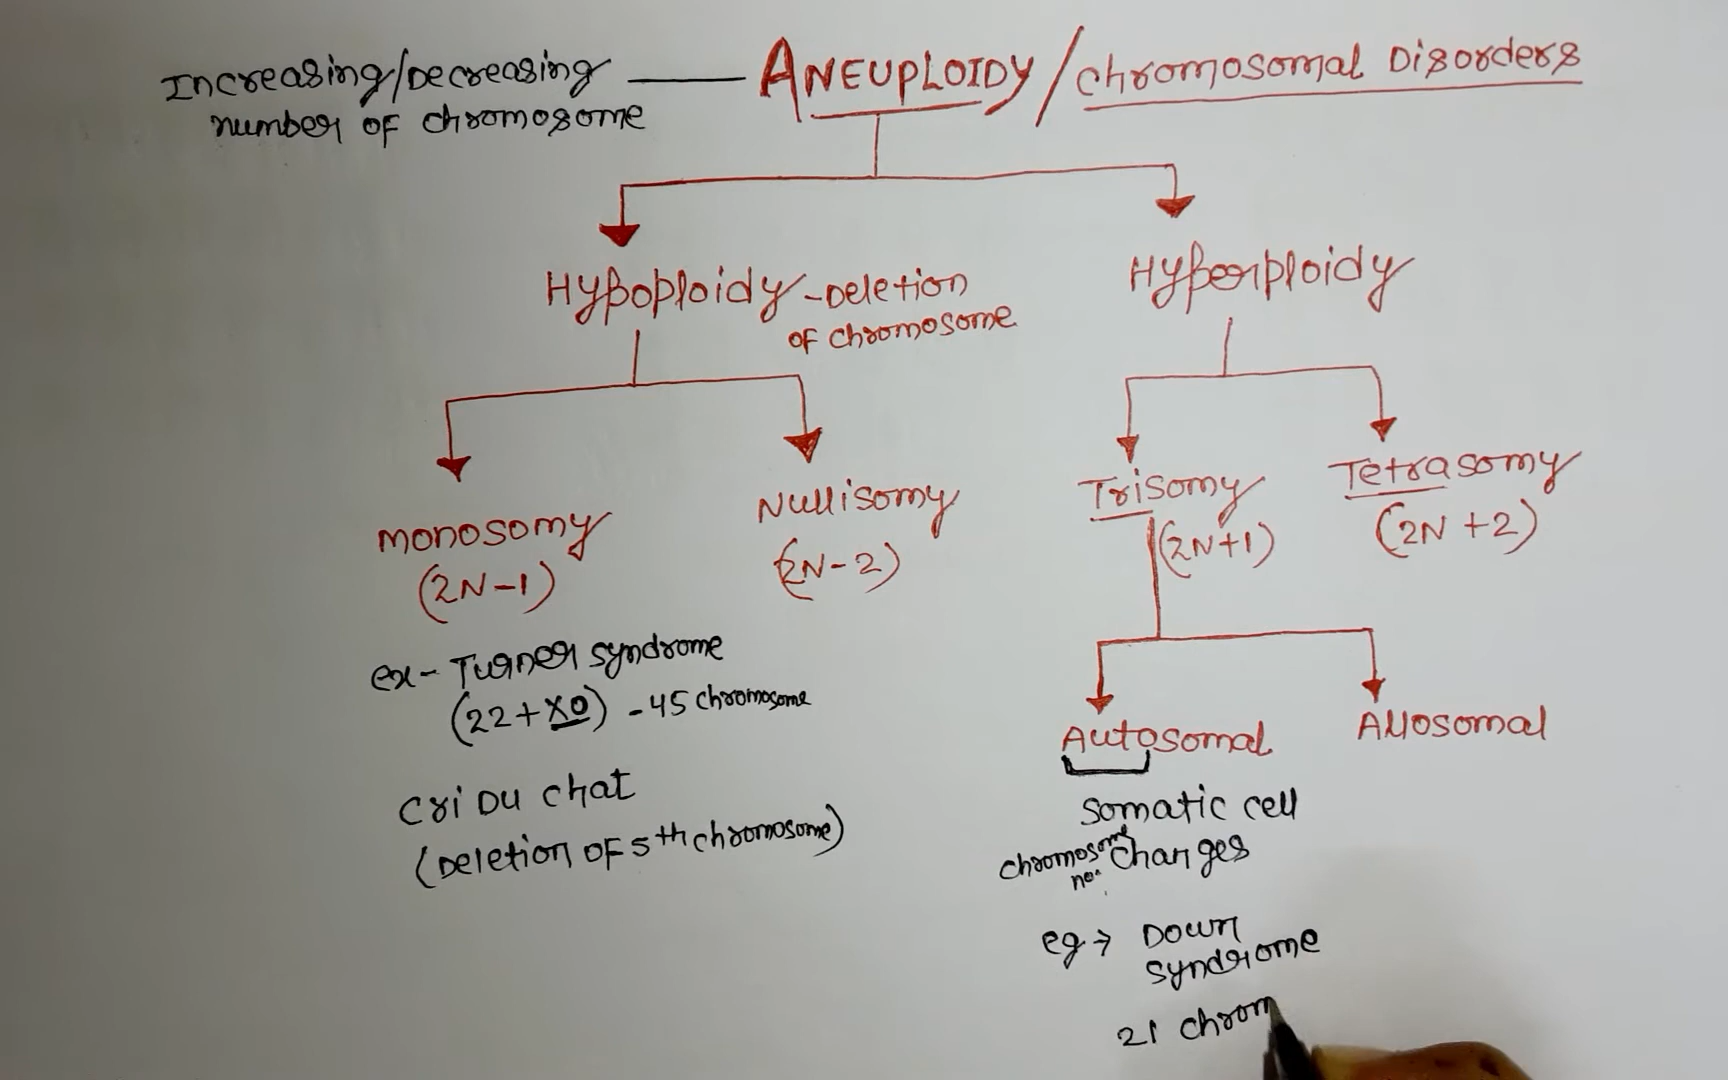 Increasing/Decreasing
number of chromosome
ANEUPLOIDY/chromosomal Disorders
Hypoploidy - Deletion
of chromosome
Hyperploidy
monosomy
(2N-1)
Nullisomy
(2N-2)
Trisomy
(2N+1)
Tetrasomy
(2N+2)
ex- Turner syndrome
(22+XO) - 45 chromosome
Cri Du Chat
(Deletion of 5th chromosome)
Autosomal
Allosomal
Somatic cell
chromosome no. changes
eg → Down
syndrome
21 chrom